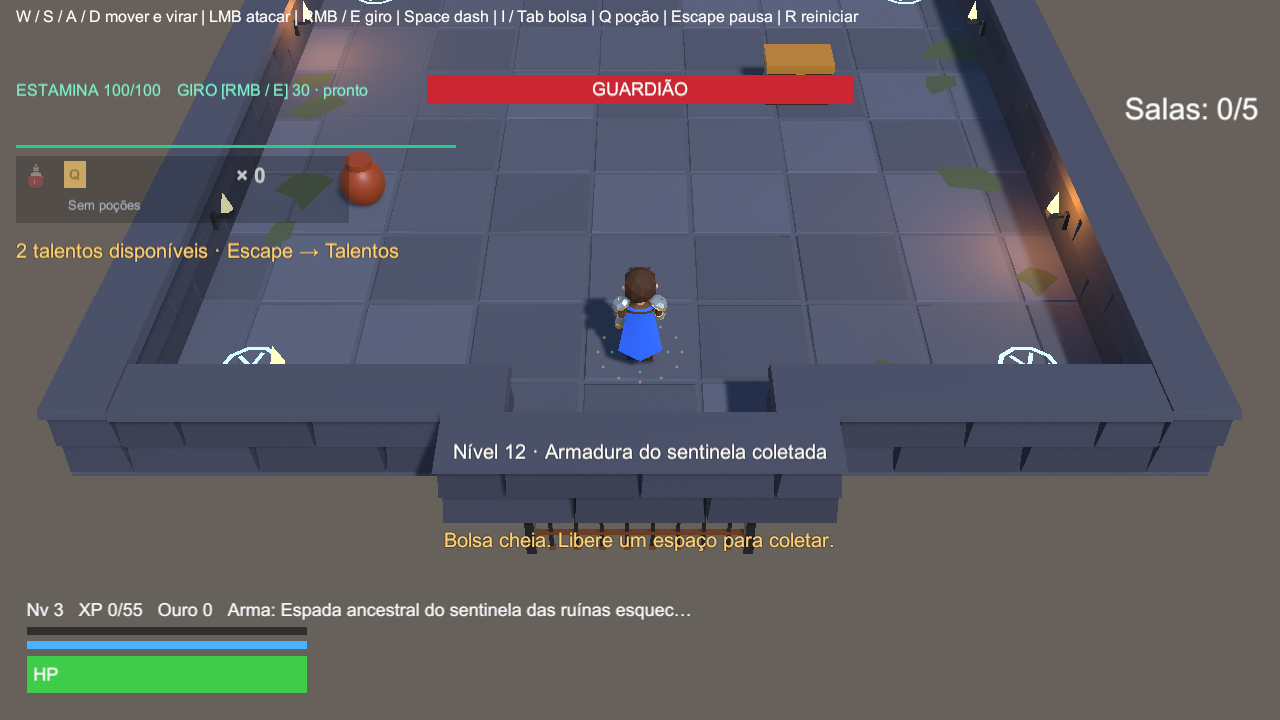 W / S / A / D mover e virar | LMB atacar | RMB / E giro | Space dash | I / Tab bolsa | Q poção | Escape pausa | R reiniciar
ESTAMINA 100/100 GIRO [RMB / E] 30 · pronto
GUARDIÃO
Salas: 0/5
Q
× 0
Sem poções
2 talentos disponíveis · Escape → Talentos
Nível 12 · Armadura do sentinela coletada
Bolsa cheia. Libere um espaço para coletar.
Nv 3 XP 0/55 Ouro 0 Arma: Espada ancestral do sentinela das ruínas esquec…
HP